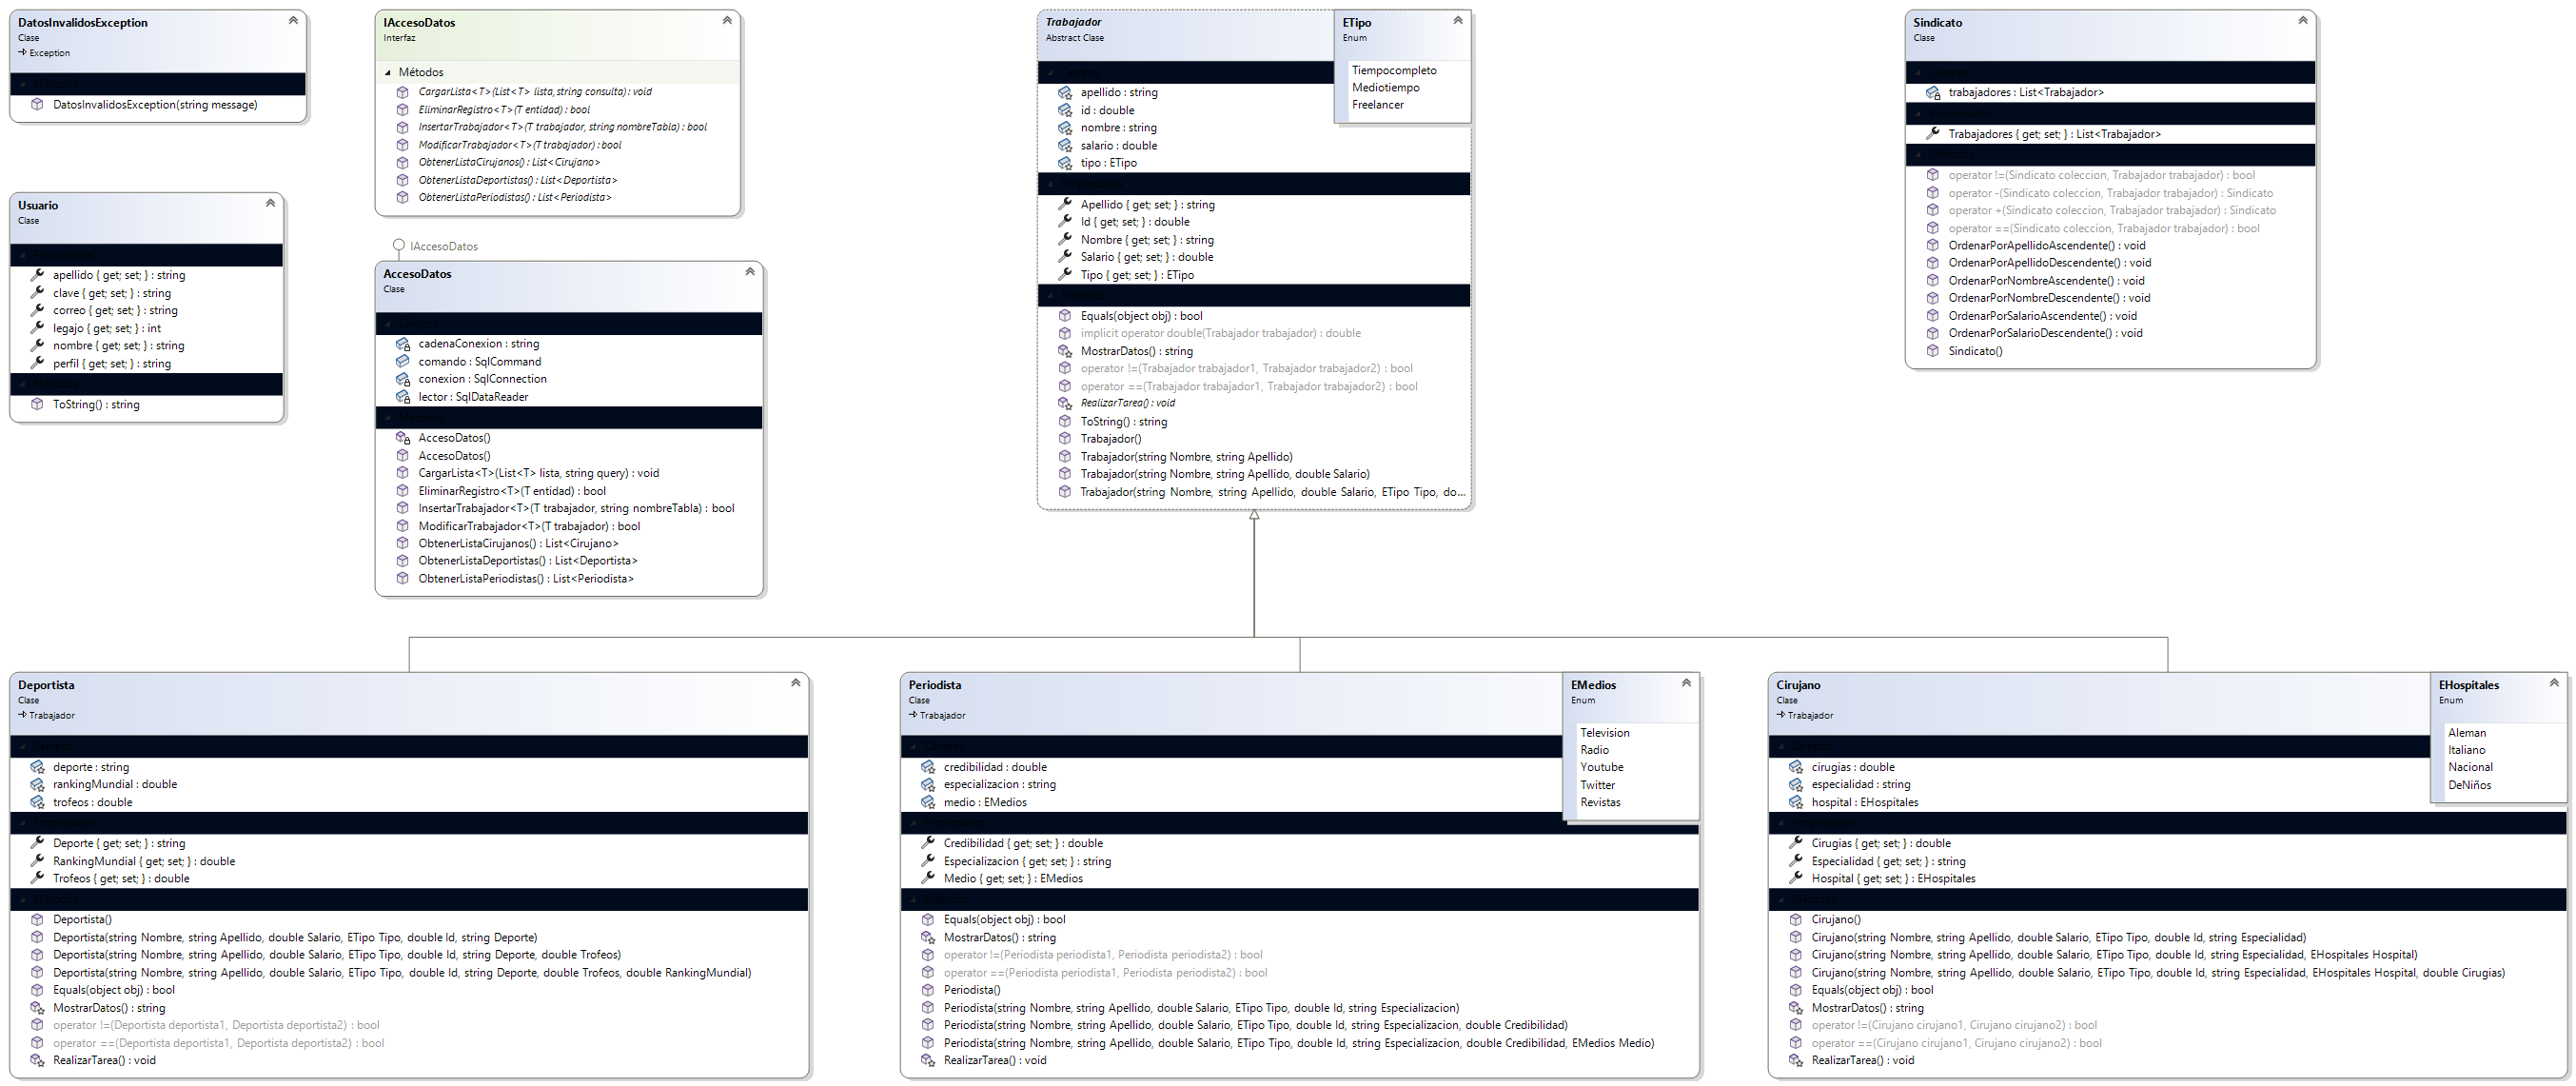 DatosInvalidosException
Clase
Exception
Métodos
DatosInvalidosException(string message)
Usuario
Clase
Propiedades
apellido { get; set; } : string
clave { get; set; } : string
correo { get; set; } : string
legajo { get; set; } : int
nombre { get; set; } : string
perfil { get; set; } : string
Métodos
ToString() : string
IAccesoDatos
Interfaz
Métodos
CargarLista<T>(List<T> lista, string consulta) : void
EliminarRegistro<T>(T entidad) : bool
InsertarTrabajador<T>(T trabajador, string nombreTabla) : bool
ModificarTrabajador<T>(T trabajador) : bool
ObtenerListaCirujanos() : List<Cirujano>
ObtenerListaDeportistas() : List<Deportista>
ObtenerListaPeriodistas() : List<Periodista>
IAccesoDatos
AccesoDatos
Clase
Campos
cadenaConexion : string
comando : SqlCommand
conexion : SqlConnection
lector : SqlDataReader
Métodos
AccesoDatos()
AccesoDatos()
CargarLista<T>(List<T> lista, string query) : void
EliminarRegistro<T>(T entidad) : bool
InsertarTrabajador<T>(T trabajador, string nombreTabla) : bool
ModificarTrabajador<T>(T trabajador) : bool
ObtenerListaCirujanos() : List<Cirujano>
ObtenerListaDeportistas() : List<Deportista>
ObtenerListaPeriodistas() : List<Periodista>
Trabajador
Abstract Clase
Campos
apellido : string
id : double
nombre : string
salario : double
tipo : ETipo
Propiedades
Apellido { get; set; } : string
Id { get; set; } : double
Nombre { get; set; } : string
Salario { get; set; } : double
Tipo { get; set; } : ETipo
Métodos
Equals(object obj) : bool
implicit operator double(Trabajador trabajador) : double
MostrarDatos() : string
operator !=(Trabajador trabajador1, Trabajador trabajador2) : bool
operator ==(Trabajador trabajador1, Trabajador trabajador2) : bool
RealizarTarea() : void
ToString() : string
Trabajador()
Trabajador(string Nombre, string Apellido)
Trabajador(string Nombre, string Apellido, double Salario)
Trabajador(string Nombre, string Apellido, double Salario, ETipo Tipo, do...
ETipo
Enum
Tiempocompleto
Mediotiempo
Freelancer
Sindicato
Clase
Campos
trabajadores : List<Trabajador>
Propiedades
Trabajadores { get; set; } : List<Trabajador>
Métodos
operator !=(Sindicato coleccion, Trabajador trabajador) : bool
operator -(Sindicato coleccion, Trabajador trabajador) : Sindicato
operator +(Sindicato coleccion, Trabajador trabajador) : Sindicato
operator ==(Sindicato coleccion, Trabajador trabajador) : bool
OrdenarPorApellidoAscendente() : void
OrdenarPorApellidoDescendente() : void
OrdenarPorNombreAscendente() : void
OrdenarPorNombreDescendente() : void
OrdenarPorSalarioAscendente() : void
OrdenarPorSalarioDescendente() : void
Sindicato()
Deportista
Clase
Trabajador
Campos
deporte : string
rankingMundial : double
trofeos : double
Propiedades
Deporte { get; set; } : string
RankingMundial { get; set; } : double
Trofeos { get; set; } : double
Métodos
Deportista()
Deportista(string Nombre, string Apellido, double Salario, ETipo Tipo, double Id, string Deporte)
Deportista(string Nombre, string Apellido, double Salario, ETipo Tipo, double Id, string Deporte, double Trofeos)
Deportista(string Nombre, string Apellido, double Salario, ETipo Tipo, double Id, string Deporte, double Trofeos, double RankingMundial)
Equals(object obj) : bool
MostrarDatos() : string
operator !=(Deportista deportista1, Deportista deportista2) : bool
operator ==(Deportista deportista1, Deportista deportista2) : bool
RealizarTarea() : void
Periodista
Clase
Trabajador
Campos
credibilidad : double
especializacion : string
medio : EMedios
Propiedades
Credibilidad { get; set; } : double
Especializacion { get; set; } : string
Medio { get; set; } : EMedios
Métodos
Equals(object obj) : bool
MostrarDatos() : string
operator !=(Periodista periodista1, Periodista periodista2) : bool
operator ==(Periodista periodista1, Periodista periodista2) : bool
Periodista()
Periodista(string Nombre, string Apellido, double Salario, ETipo Tipo, double Id, string Especializacion)
Periodista(string Nombre, string Apellido, double Salario, ETipo Tipo, double Id, string Especializacion, double Credibilidad)
Periodista(string Nombre, string Apellido, double Salario, ETipo Tipo, double Id, string Especializacion, double Credibilidad, EMedios Medio)
RealizarTarea() : void
EMedios
Enum
Television
Radio
Youtube
Twitter
Revistas
Cirujano
Clase
Trabajador
Campos
cirugias : double
especialidad : string
hospital : EHospitales
Propiedades
Cirugias { get; set; } : double
Especialidad { get; set; } : string
Hospital { get; set; } : EHospitales
Métodos
Cirujano()
Cirujano(string Nombre, string Apellido, double Salario, ETipo Tipo, double Id, string Especialidad)
Cirujano(string Nombre, string Apellido, double Salario, ETipo Tipo, double Id, string Especialidad, EHospitales Hospital)
Cirujano(string Nombre, string Apellido, double Salario, ETipo Tipo, double Id, string Especialidad, EHospitales Hospital, double Cirugias)
Equals(object obj) : bool
MostrarDatos() : string
operator !=(Cirujano cirujano1, Cirujano cirujano2) : bool
operator ==(Cirujano cirujano1, Cirujano cirujano2) : bool
RealizarTarea() : void
EHospitales
Enum
Aleman
Italiano
Nacional
DeNiños